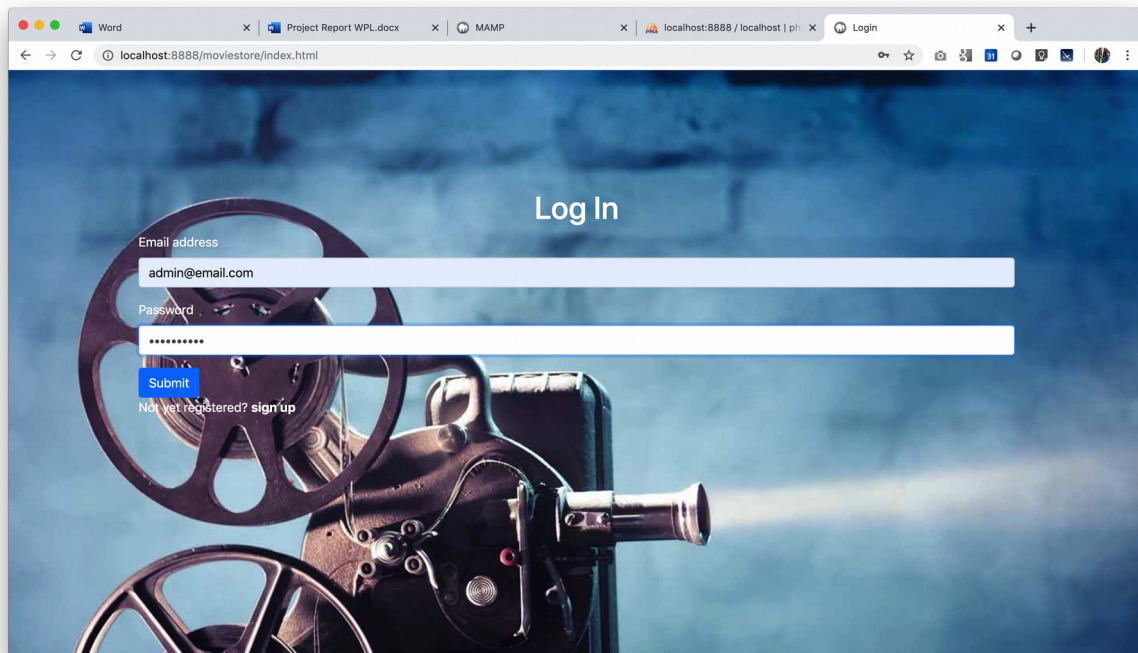 Word
Project Report WPL.docx
MAMP
localhost:8888 / localhost | ph
Login
localhost:8888/moviestore/index.html
31
Log In
Email address
admin@email.com
Password
••••••••••
Submit
Not yet registered? sign up